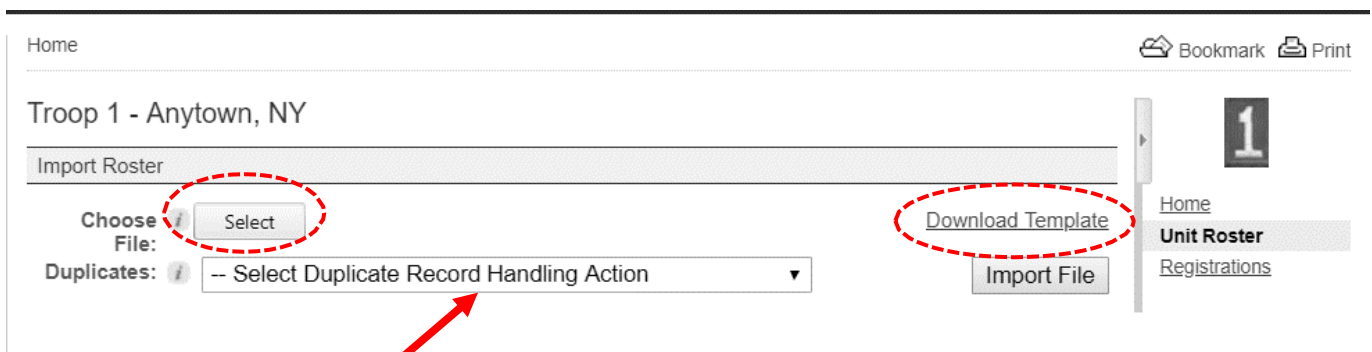 Home
Bookmark Print
Troop 1 - Anytown, NY
1
Import Roster
Choose File:
i
Select
Download Template
Home
Unit Roster
Duplicates:
i
-- Select Duplicate Record Handling Action
Import File
Registrations